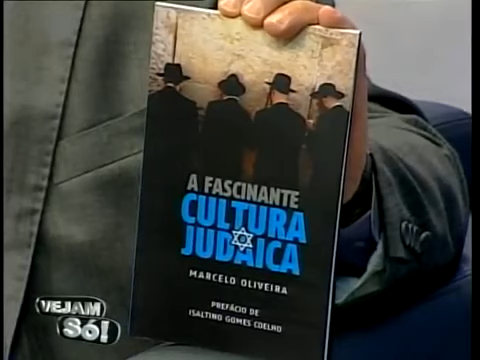 A FASCINANTE
CULTURA
JUDAICA
MARCELO OLIVEIRA
PREFÁCIO DE
ISALTINO GOMES COELHO
VEJAM
SÓ!